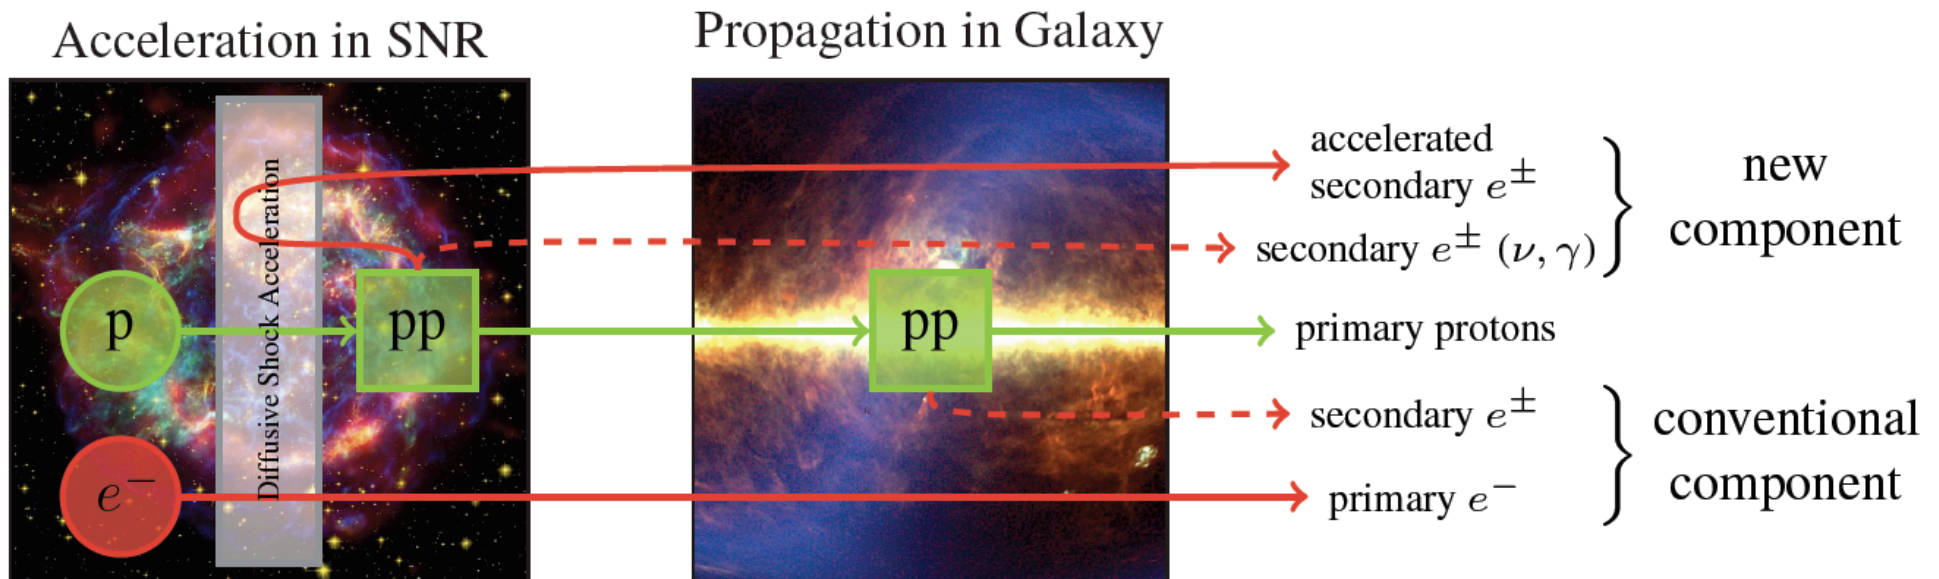 Acceleration in SNR
Propagation in Galaxy
Diffusive Shock Acceleration
p
pp
e⁻
pp
accelerated
secondary e±
secondary e± (ν, γ)
new
component
primary protons
secondary e±
primary e⁻
conventional
component